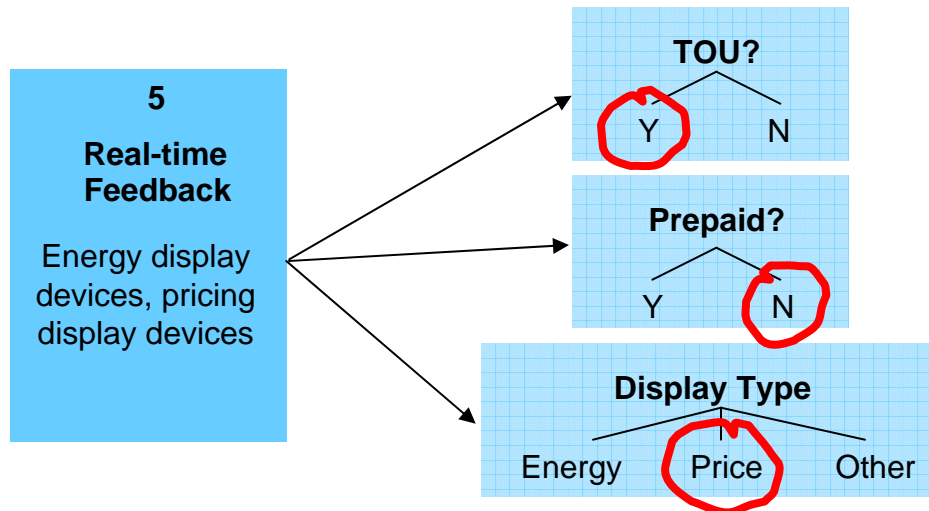 5
Real-time
Feedback
Energy display
devices, pricing
display devices
TOU?
Y N
Prepaid?
Y N
Display Type
Energy Price Other